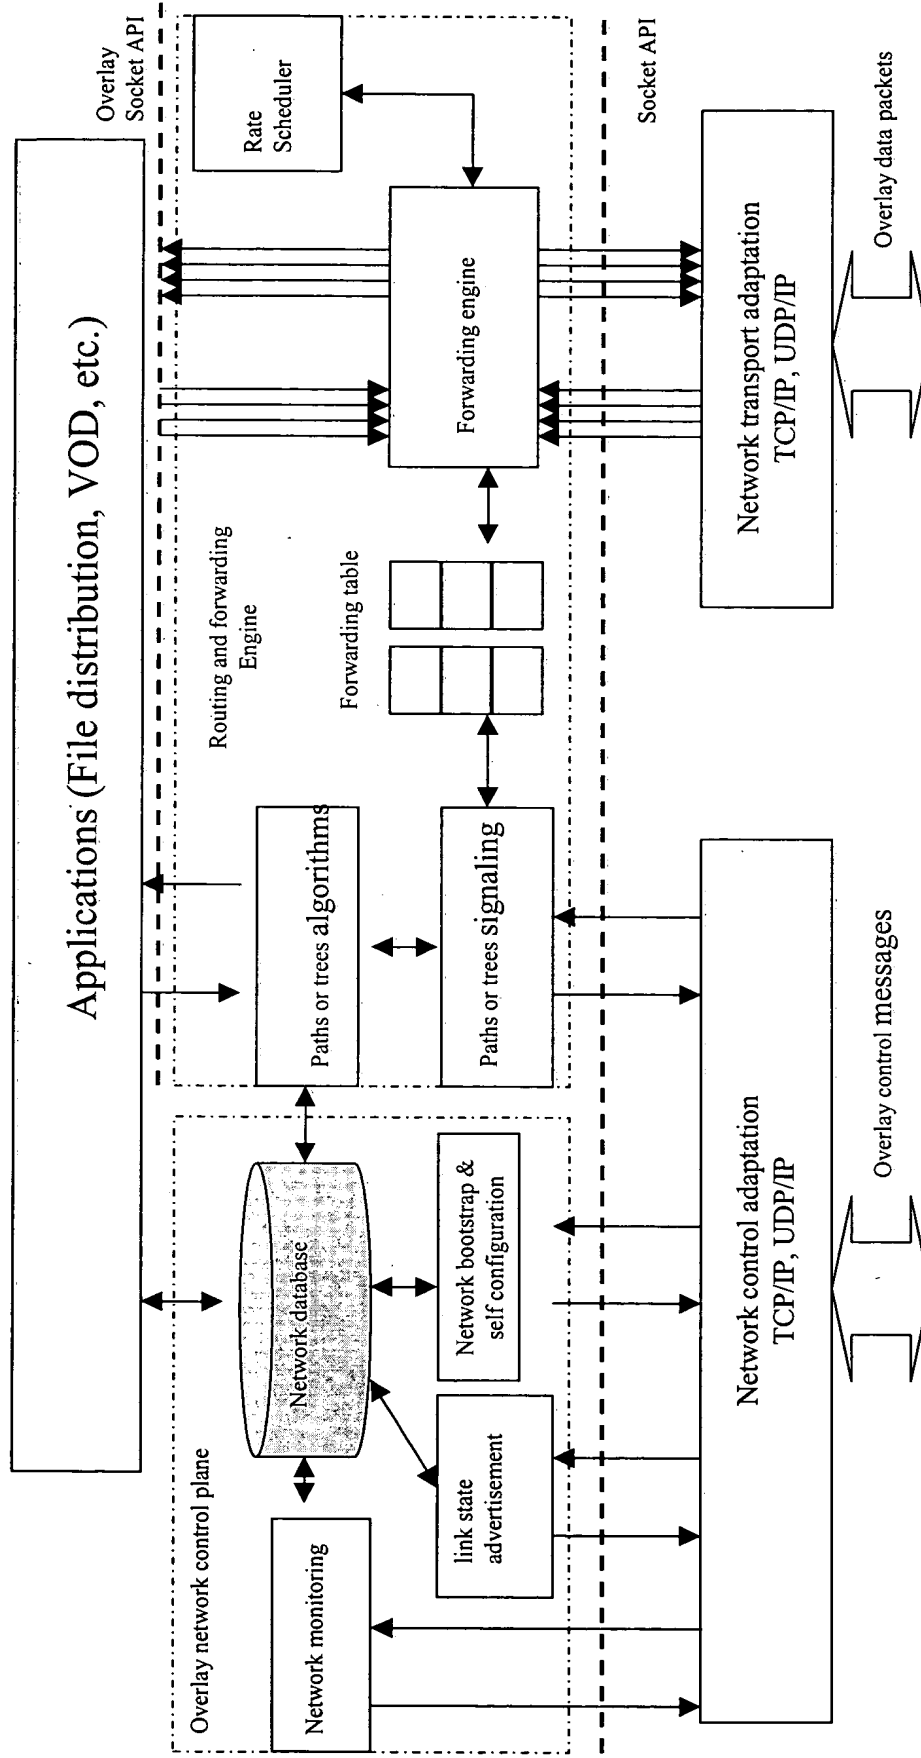 Applications (File distribution, VOD, etc.)
Overlay
Socket API
Overlay network control plane
Network monitoring
Network database
link state
advertisement
Network bootstrap &
self configuration
Routing and forwarding
Engine
Paths or trees algorithms
Paths or trees signaling
Forwarding table
Forwarding engine
Rate
Scheduler
Socket API
Network control adaptation
TCP/IP, UDP/IP
Network transport adaptation
TCP/IP, UDP/IP
Overlay control messages
Overlay data packets